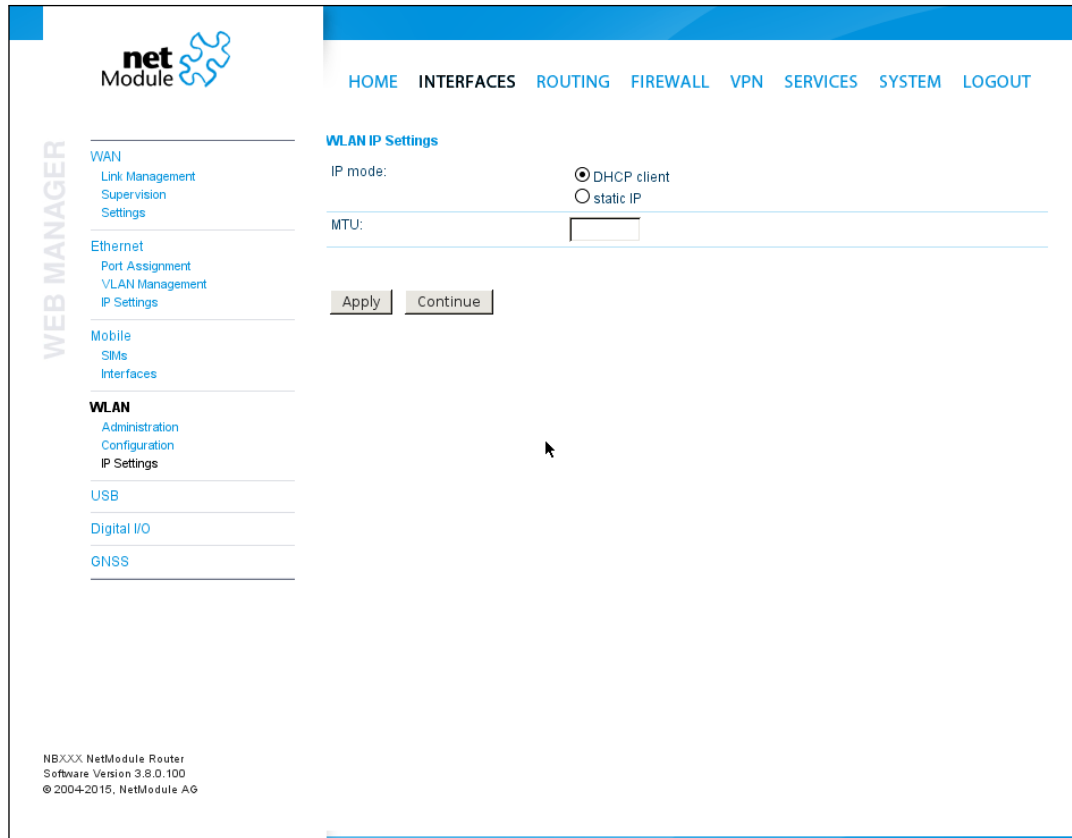 net
Module
HOME INTERFACES ROUTING FIREWALL VPN SERVICES SYSTEM LOGOUT
WEB MANAGER
WAN
Link Management
Supervision
Settings
Ethernet
Port Assignment
VLAN Management
IP Settings
Mobile
SIMs
Interfaces
WLAN
Administration
Configuration
IP Settings
USB
Digital I/O
GNSS
WLAN IP Settings
IP mode:
DHCP client
static IP
MTU:
Apply Continue
NBXXX NetModule Router
Software Version 3.8.0.100
© 2004-2015, NetModule AG